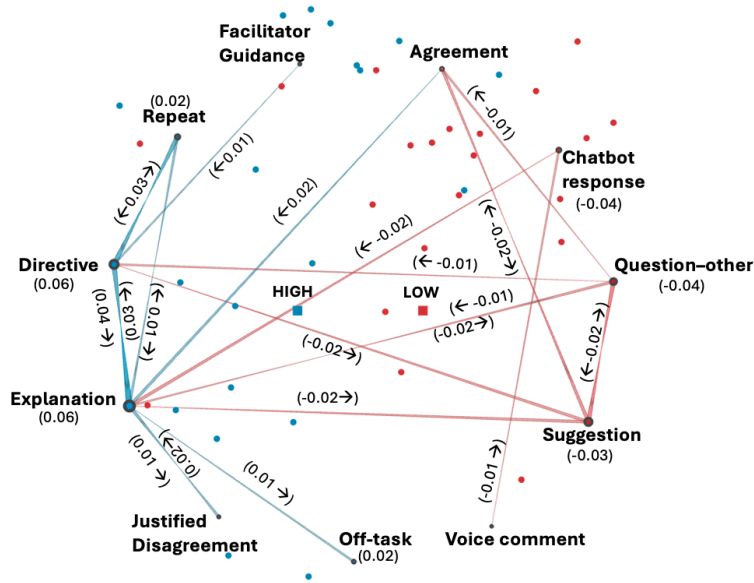 Facilitator
Guidance
Agreement
(0.02)
Repeat
(← -0.01)
(←0.01)
Chatbot
response
(-0.04)
(←0.03→)
(←0.02)
(← -0.02)
(← -0.02→)
Directive
(0.06)
(← -0.01)
Question–other
(-0.04)
HIGH
LOW
(0.04→)
(0.03→)
(←0.01→)
(← -0.01)
(-0.02→)
(-0.02→)
(←-0.02→)
Explanation
(0.06)
(-0.02→)
Suggestion
(-0.03)
(0.01→)
(0.02→)
(0.01→)
(-0.01→)
Justified
Disagreement
Off-task
(0.02)
Voice comment